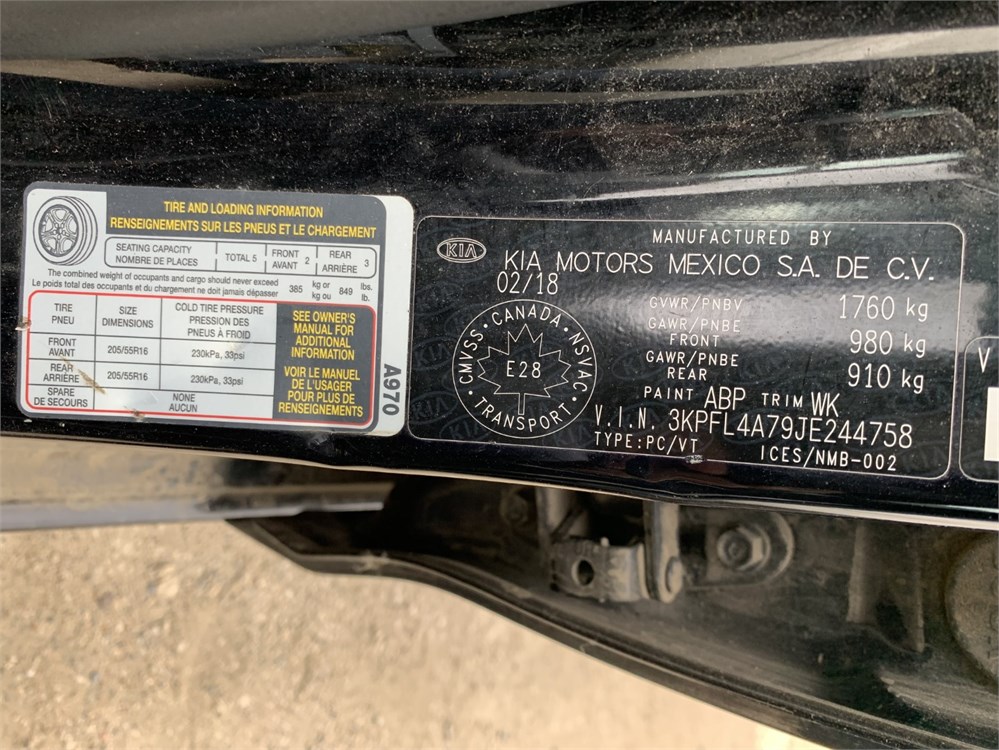 TIRE AND LOADING INFORMATION
RENSEIGNEMENTS SUR LES PNEUS ET LE CHARGEMENT
SEATING CAPACITY
NOMBRE DE PLACES
TOTAL 5
FRONT
AVANT 2
REAR
ARRIÈRE 3
The combined weight of occupants and cargo should never exceed
Le poids total des occupants et du chargement ne doit jamais dépasser
385
kg or
kg ou
849
lbs.
lb.
TIRE
PNEU
SIZE
DIMENSIONS
COLD TIRE PRESSURE
PRESSION DES
PNEUS À FROID
FRONT
AVANT
205/55R16
230kPa, 33psi
REAR
ARRIÈRE
205/55R16
230kPa, 33psi
SPARE
DE SECOURS
NONE
AUCUN
SEE OWNER'S
MANUAL FOR
ADDITIONAL
INFORMATION
VOIR LE MANUEL
DE L'USAGER
POUR PLUS DE
RENSEIGNEMENTS
A970
KIA
MANUFACTURED BY
KIA MOTORS MEXICO S.A. DE C.V.
02/18
GVWR/PNBV 1760 kg
GAWR/PNBE
FRONT 980 kg
GAWR/PNBE
REAR 910 kg
CANADA
CMVSS
NSVAC
E28
TRANSPORT
PAINT ABP TRIM WK
V.I.N. 3KPFL4A79JE244758
TYPE:PC/VT ICES/NMB-002
V